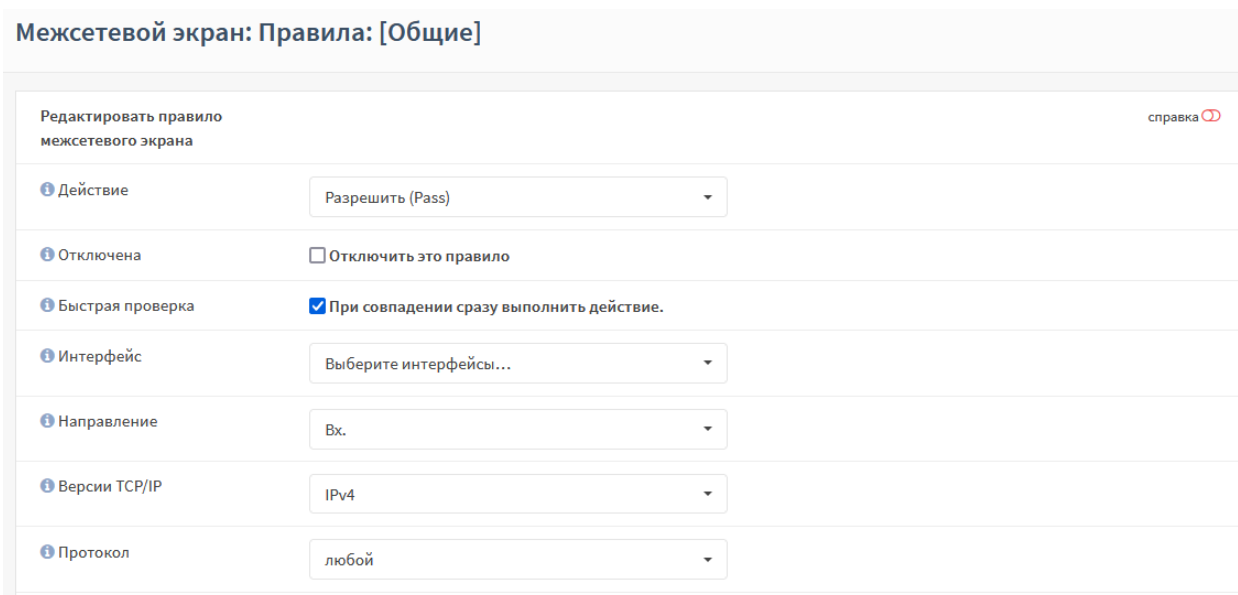 Межсетевой экран: Правила: [Общие]
Редактировать правило
межсетевого экрана
справка
Действие
Разрешить (Pass)
Отключена
Отключить это правило
Быстрая проверка
При совпадении сразу выполнить действие.
Интерфейс
Выберите интерфейсы...
Направление
Вх.
Версии TCP/IP
IPv4
Протокол
любой